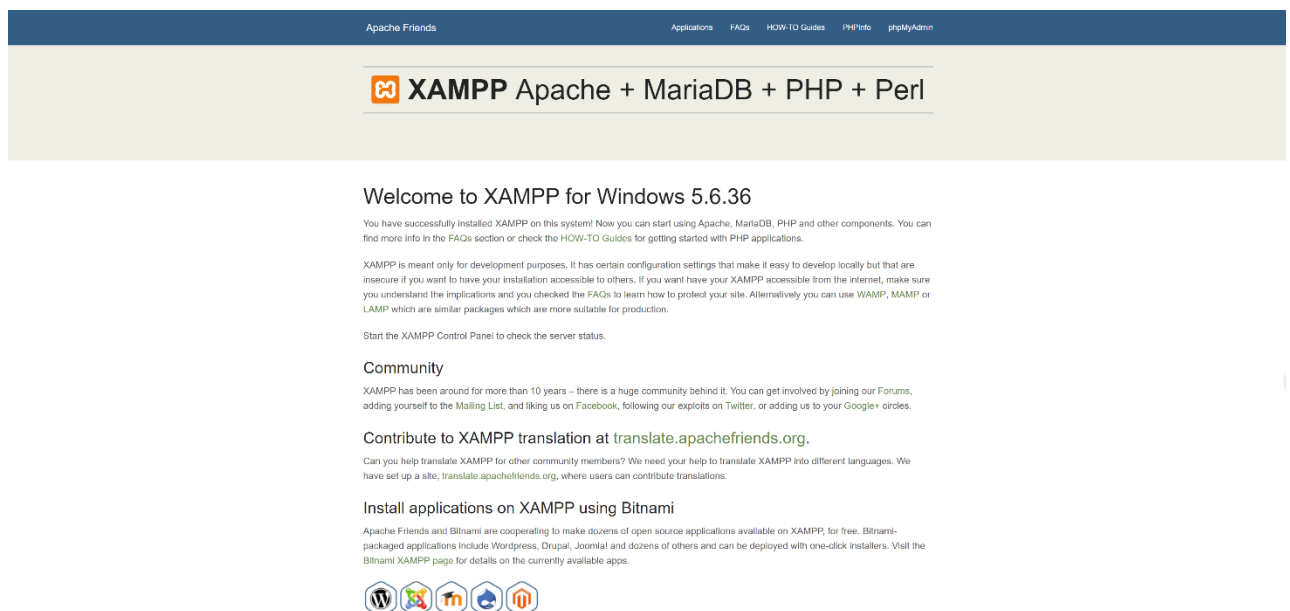 Apache Friends
Applications FAQs HOW-TO Guides PHPInfo phpMyAdmin
XAMPP Apache + MariaDB + PHP + Perl
Welcome to XAMPP for Windows 5.6.36
You have successfully installed XAMPP on this system! Now you can start using Apache, MariaDB, PHP and other components. You can
find more info in the FAQs section or check the HOW-TO Guides for getting started with PHP applications.
XAMPP is meant only for development purposes. It has certain configuration settings that make it easy to develop locally but that are
insecure if you want to have your installation accessible to others. If you want have your XAMPP accessible from the internet, make sure
you understand the implications and you checked the FAQs to learn how to protect your site. Alternatively you can use WAMP, MAMP or
LAMP which are similar packages which are more suitable for production.
Start the XAMPP Control Panel to check the server status.
Community
XAMPP has been around for more than 10 years – there is a huge community behind it. You can get involved by joining our Forums,
adding yourself to the Mailing List, and liking us on Facebook, following our exploits on Twitter, or adding us to your Google+ circles.
Contribute to XAMPP translation at translate.apachefriends.org.
Can you help translate XAMPP for other community members? We need your help to translate XAMPP into different languages. We
have set up a site, translate.apachefriends.org, where users can contribute translations.
Install applications on XAMPP using Bitnami
Apache Friends and Bitnami are cooperating to make dozens of open source applications available on XAMPP, for free. Bitnami-
packaged applications include Wordpress, Drupal, Joomla! and dozens of others and can be deployed with one-click installers. Visit the
Bitnami XAMPP page for details on the currently available apps.